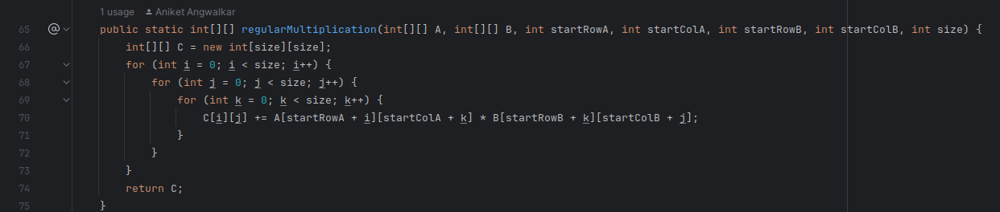 1 usage Aniket Angwalkar
65 @ public static int[][] regularMultiplication(int[][] A, int[][] B, int startRowA, int startColA, int startRowB, int startColB, int size) {
66 int[][] C = new int[size][size];
67 for (int i = 0; i < size; i++) {
68 for (int j = 0; j < size; j++) {
69 for (int k = 0; k < size; k++) {
70 C[i][j] += A[startRowA + i][startColA + k] * B[startRowB + k][startColB + j];
71 }
72 }
73 }
74 return C;
75 }